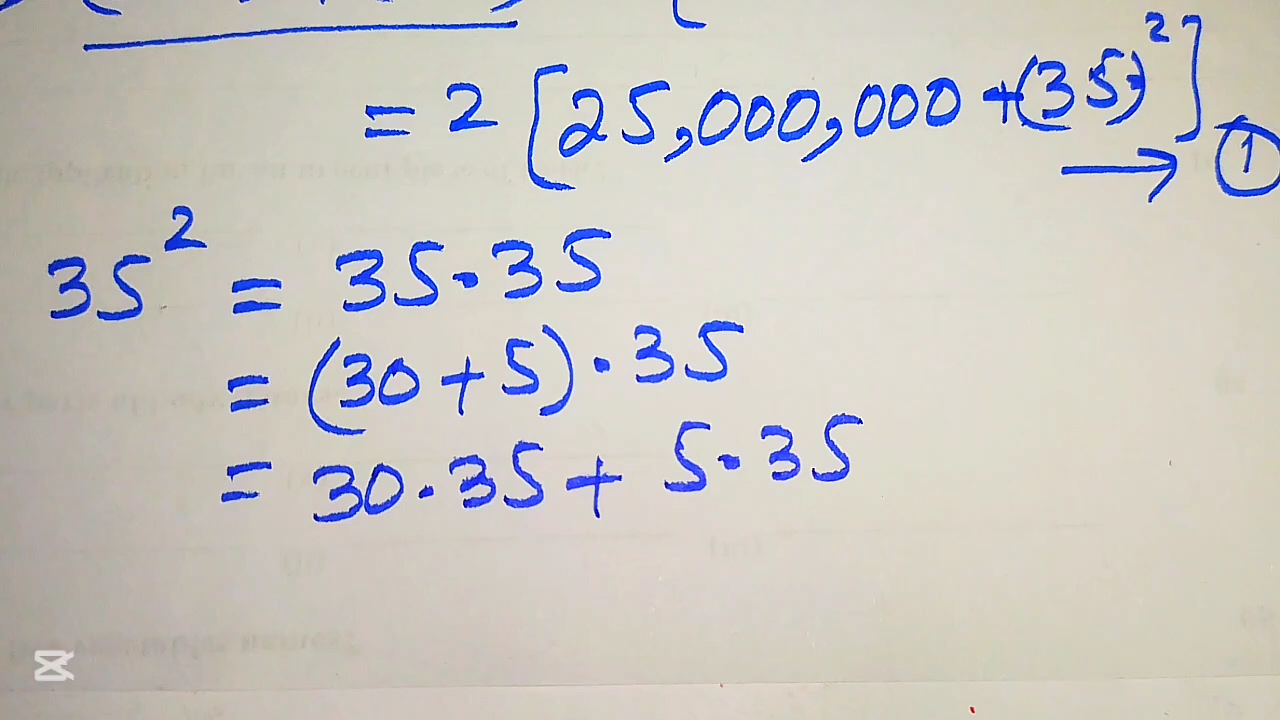 = 2 [25,000,000 + (35)²]
→ ①
35² = 35·35
= (30 + 5)·35
= 30·35 + 5·35